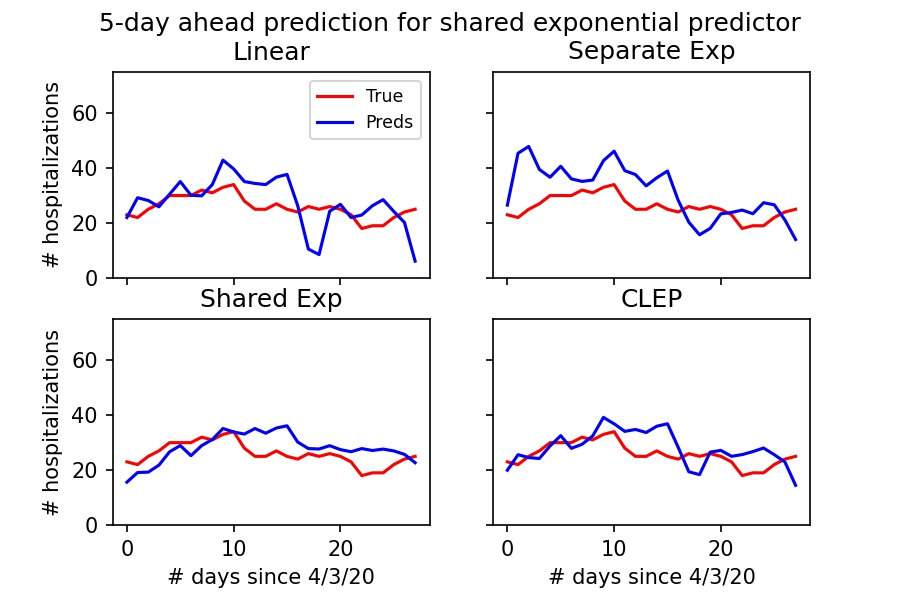 5-day ahead prediction for shared exponential predictor
Linear
Separate Exp
# hospitalizations
60
40
20
0
True
Preds
Shared Exp
CLEP
# hospitalizations
60
40
20
0
0
10
20
0
10
20
# days since 4/3/20
# days since 4/3/20